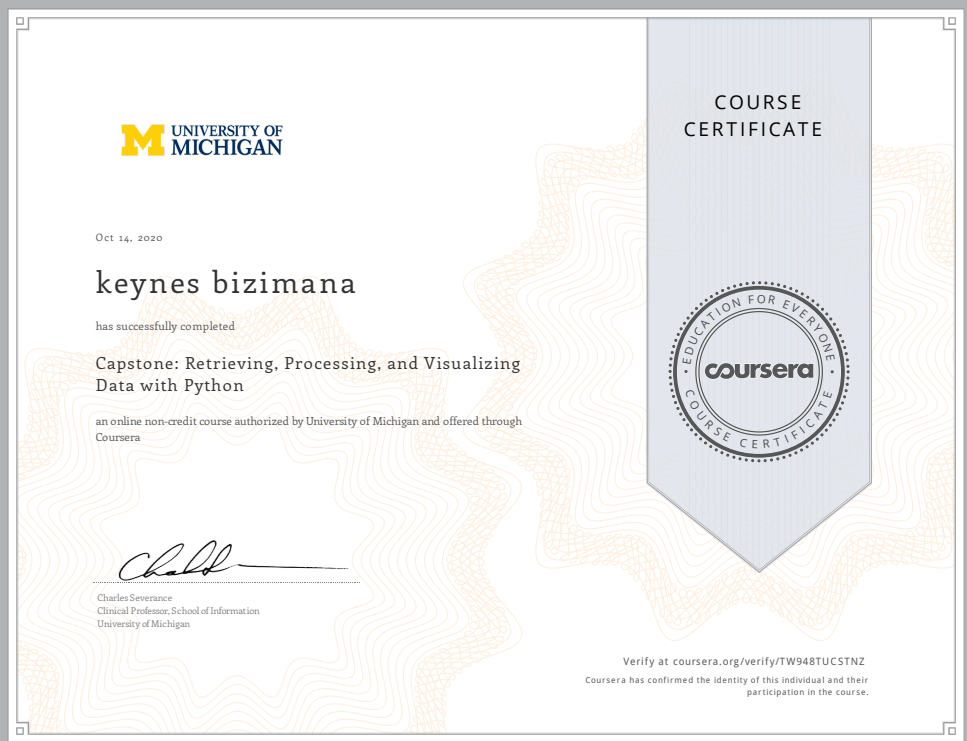 UNIVERSITY OF
MICHIGAN
Oct 14, 2020
keynes bizimana
has successfully completed
Capstone: Retrieving, Processing, and Visualizing
Data with Python
an online non-credit course authorized by University of Michigan and offered through
Coursera
Charles Severance
Clinical Professor, School of Information
University of Michigan
COURSE
CERTIFICATE
EDUCATION FOR EVERYONE
coursera
COURSE CERTIFICATE
Verify at coursera.org/verify/TW948TUCSTNZ
Coursera has confirmed the identity of this individual and their
participation in the course.